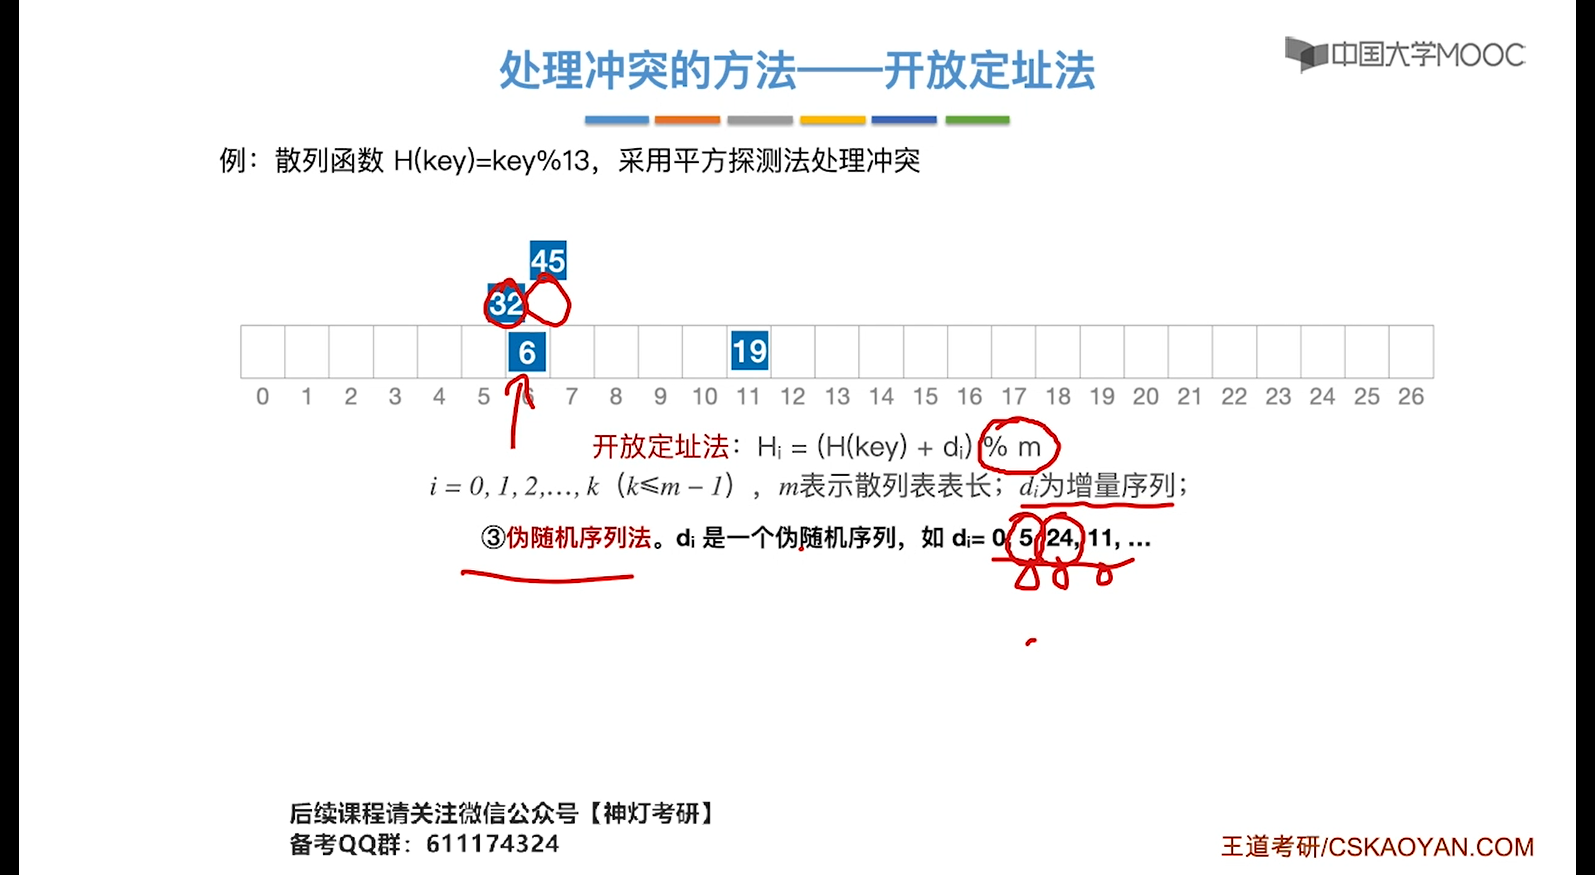 处理冲突的方法——开放定址法
中国大学MOOC
例：散列函数 H(key)=key%13，采用平方探测法处理冲突
45
32
6 19
0 1 2 3 4 5 6 7 8 9 10 11 12 13 14 15 16 17 18 19 20 21 22 23 24 25 26
开放定址法：Hᵢ = (H(key) + dᵢ) % m
i = 0, 1, 2,…, k（k≤m − 1），m表示散列表表长；dᵢ为增量序列；
③伪随机序列法。dᵢ 是一个伪随机序列，如 dᵢ= 0, 5, 24, 11, …
后续课程请关注微信公众号【神灯考研】
备考QQ群：611174324
王道考研/CSKAOYAN.COM